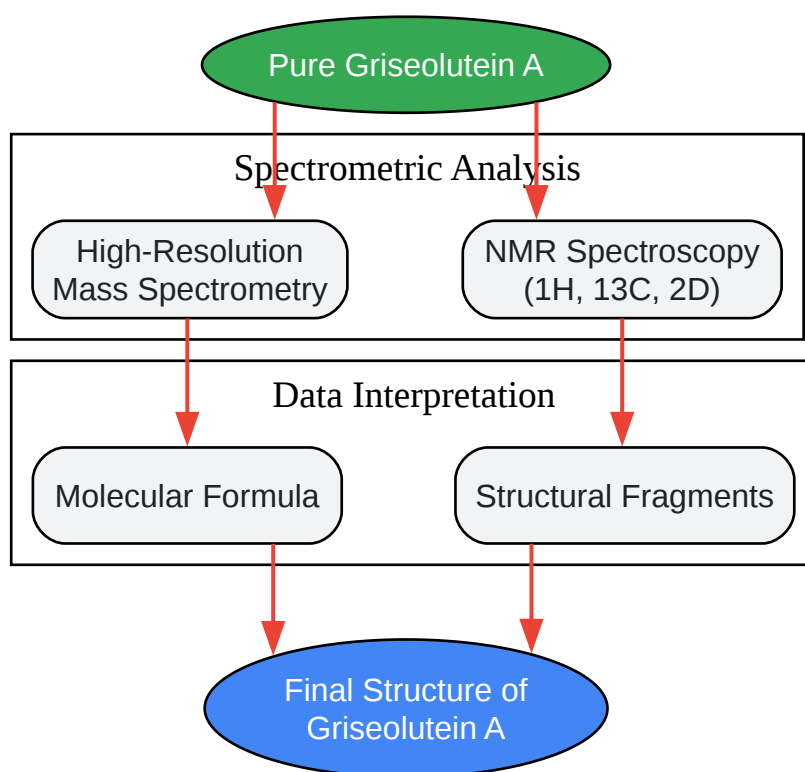 Pure Griseolutein A
Spectrometric Analysis
High-Resolution
Mass Spectrometry
NMR Spectroscopy
(1H, 13C, 2D)
Data Interpretation
Molecular Formula
Structural Fragments
Final Structure of
Griseolutein A